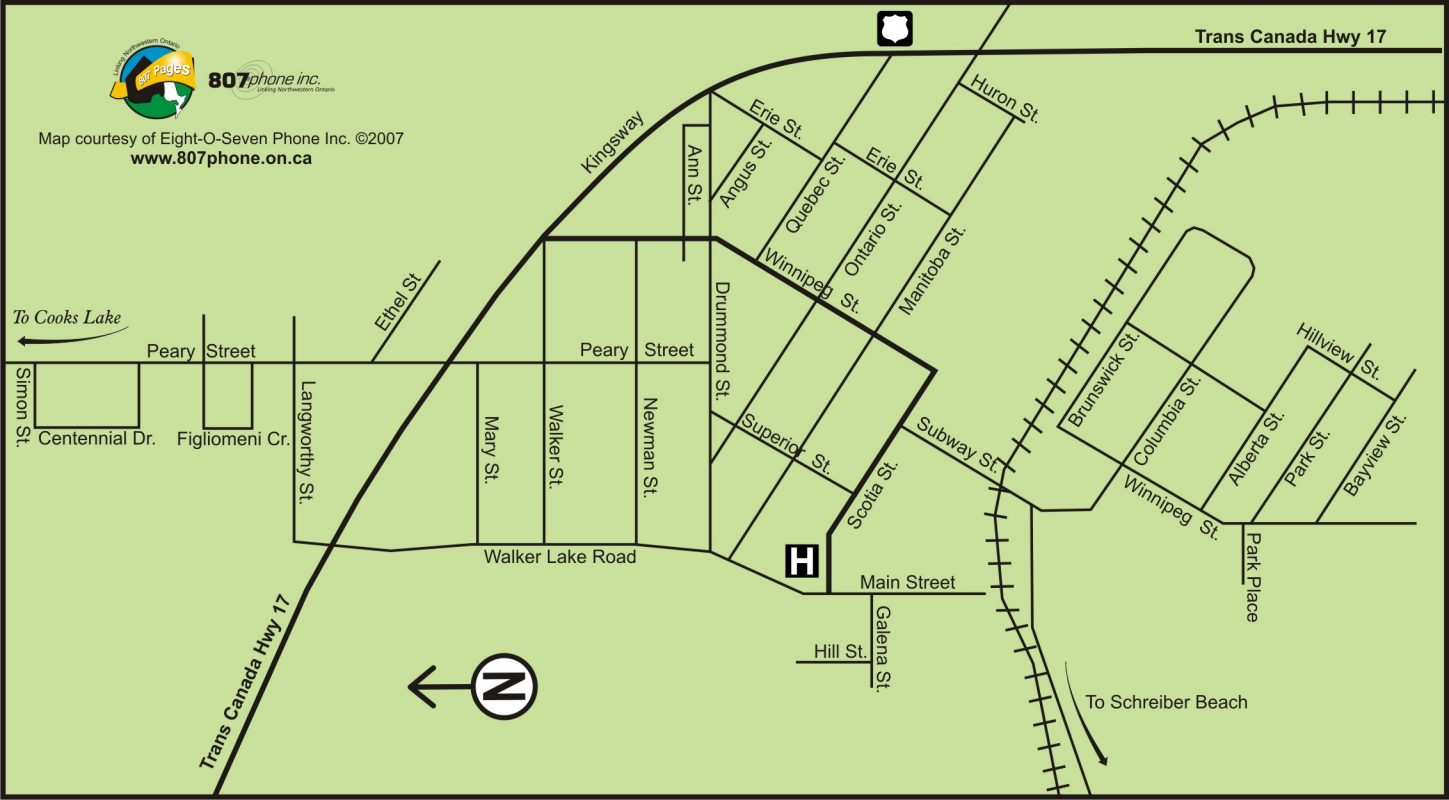 Linking Northwestern Ontario
807 Pages
807phone inc.
Linking Northwestern Ontario
Map courtesy of Eight-O-Seven Phone Inc. ©2007
www.807phone.on.ca
Trans Canada Hwy 17
Kingsway
Huron St.
Erie St.
Ann St.
Angus St.
Quebec St.
Erie St.
Ontario St.
Manitoba St.
Winnipeg St.
Ethel St
To Cooks Lake
Peary Street
Peary Street
Drummond St.
Simon St.
Centennial Dr.
Figliomeni Cr.
Langworthy St.
Mary St.
Walker St.
Newman St.
Superior St.
Scotia St.
Subway St.
Brunswick St.
Columbia St.
Hillview St.
Alberta St.
Park St.
Bayview St.
Winnipeg St.
Park Place
Walker Lake Road
H
Main Street
Galena St.
Hill St.
Trans Canada Hwy 17
N
To Schreiber Beach